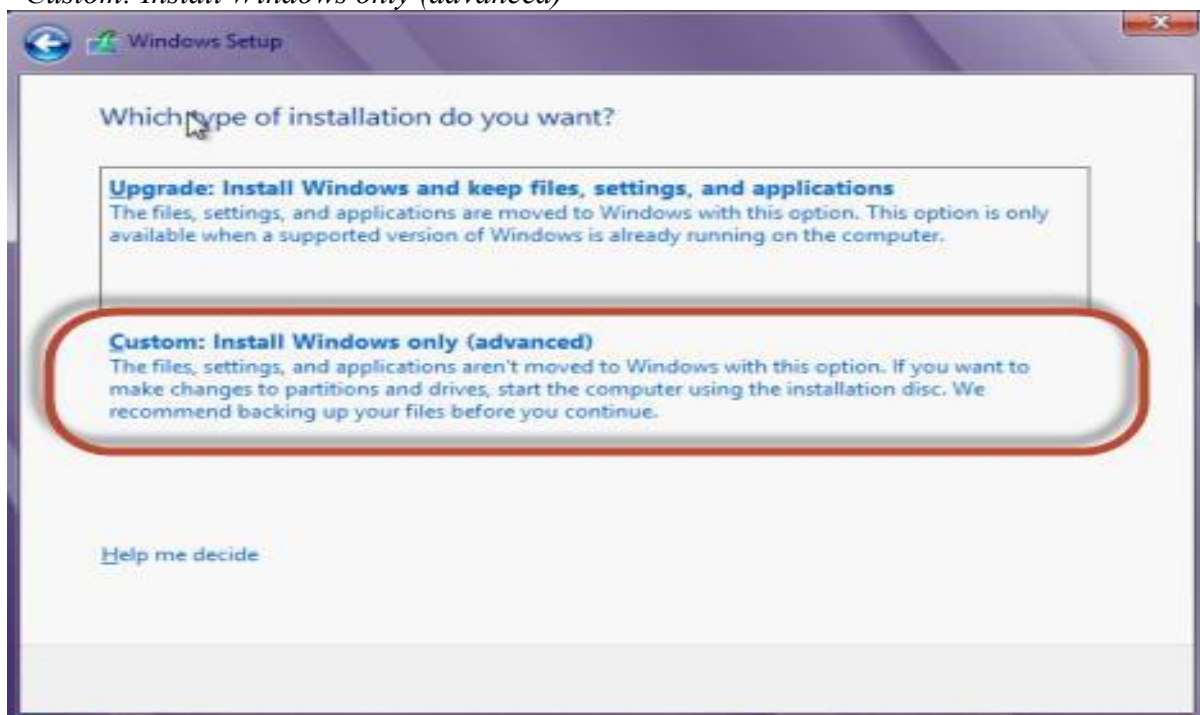 Custom: Install Windows only (advanced)
Windows Setup
Which type of installation do you want?
Upgrade: Install Windows and keep files, settings, and applications
The files, settings, and applications are moved to Windows with this option. This option is only
available when a supported version of Windows is already running on the computer.
Custom: Install Windows only (advanced)
The files, settings, and applications aren't moved to Windows with this option. If you want to
make changes to partitions and drives, start the computer using the installation disc. We
recommend backing up your files before you continue.
Help me decide